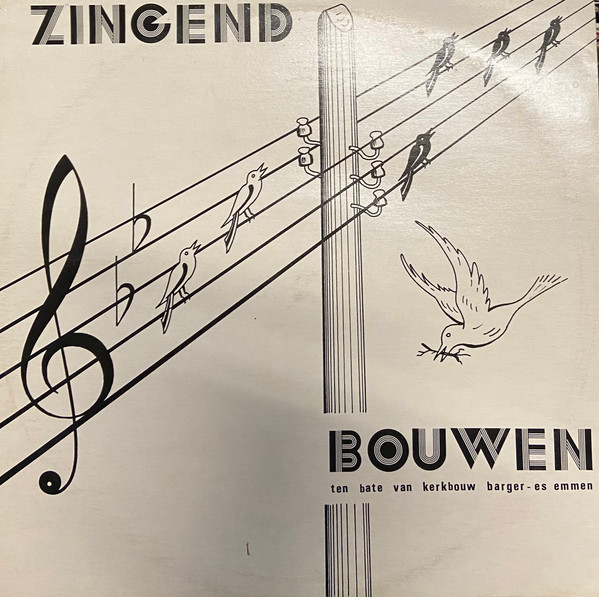 ZINGEND
BOUWEN
ten bate van kerkbouw barger-es emmen